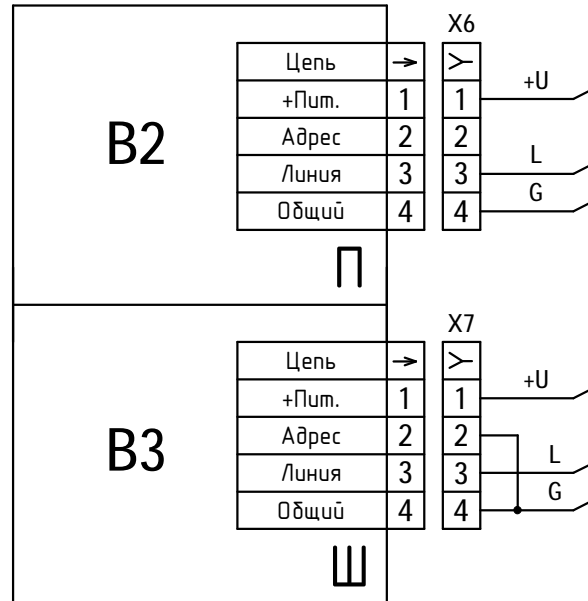 X6
Цепь
+Пит. 1 1 +U
B2 Адрес 2 2
Линия 3 3 L
Общий 4 4 G
П
X7
Цепь
+Пит. 1 1 +U
B3 Адрес 2 2
Линия 3 3 L
Общий 4 4 G
Ш